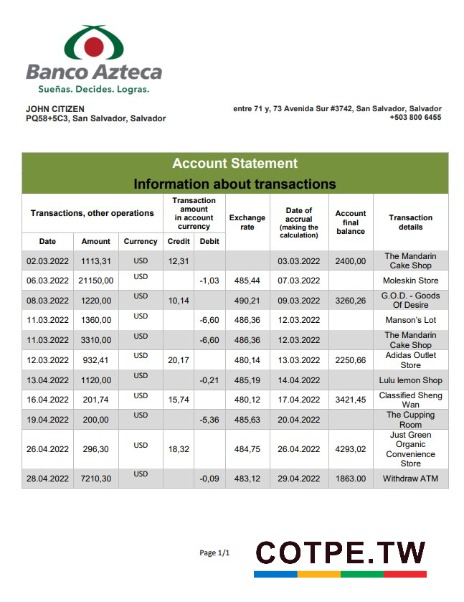 Banco Azteca
Sueñas. Decides. Logras.
JOHN CITIZEN
PQ58+5C3, San Salvador, Salvador
entre 71 y, 73 Avenida Sur #3742, San Salvador, Salvador
+503 800 6455
Account Statement
Information about transactions
Transactions, other operations
Transaction
amount
in account
currency
Exchange
rate
Date of
accrual
(making the
calculation)
Account
final
balance
Transaction
details
Date Amount Currency Credit Debit
02.03.2022 1113,31 USD 12,31 03.03.2022 2400,00 The Mandarin
Cake Shop
06.03.2022 21150,00 USD -1,03 485,44 07.03.2022 Moleskin Store
08.03.2022 1220,00 USD 10,14 490,21 09.03.2022 3260,26 G.O.D. - Goods
Of Desire
11.03.2022 1360,00 USD -6,60 486,36 12.03.2022 Manson's Lot
11.03.2022 3310,00 USD -6,60 486,36 12.03.2022 The Mandarin
Cake Shop
12.03.2022 932,41 USD 20,17 480,14 13.03.2022 2250,66 Adidas Outlet
Store
13.04.2022 1120,00 USD -0,21 485,19 14.04.2022 Lulu lemon Shop
16.04.2022 201,74 USD 15,74 480,12 17.04.2022 3421,45 Classified Sheng
Wan
19.04.2022 200,00 USD -5,36 485,63 20.04.2022 The Cupping
Room
26.04.2022 296,30 USD 18,32 484,75 26.04.2022 4293,02 Just Green
Organic
Convenience
Store
28.04.2022 7210,30 USD -0,09 483,12 29.04.2022 1863.00 Withdraw ATM
Page 1/1
COTPE.TW